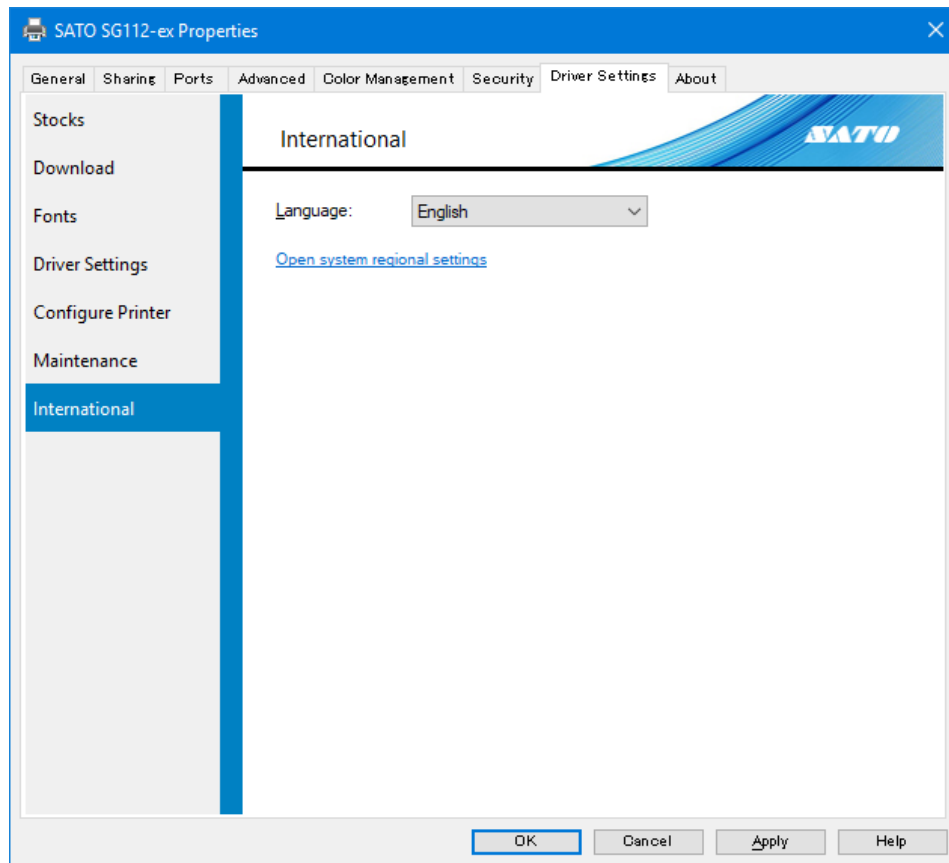 SATO SG112-ex Properties
General Sharing Ports Advanced Color Management Security Driver Settings About
Stocks
Download
Fonts
Driver Settings
Configure Printer
Maintenance
International
International
SATO
Language: English
Open system regional settings
OK Cancel Apply Help